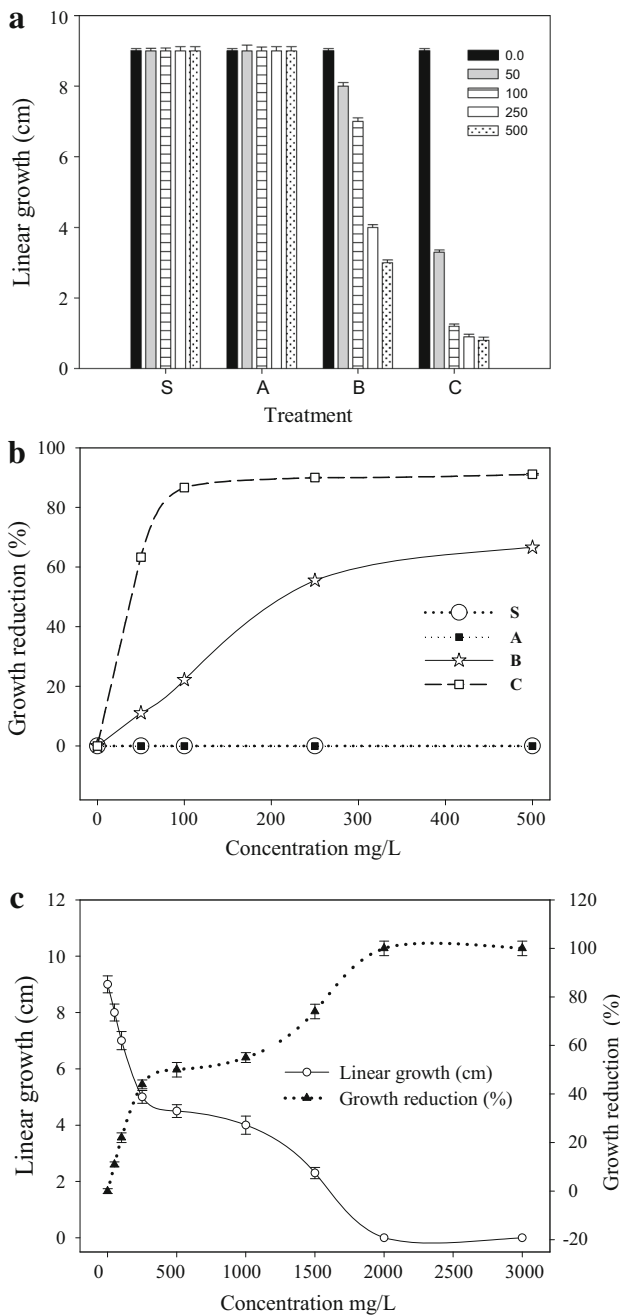 a
10
8
6
4
2
0
Linear growth (cm)
0.0
50
100
250
500
S A B C
Treatment
b
100
80
60
40
20
0
Growth reduction (%)
S
A
B
C
0 100 200 300 400 500
Concentration mg/L
c
12
10
8
6
4
2
0
Linear growth (cm)
Linear growth (cm)
Growth reduction (%)
120
100
80
60
40
20
0
-20
Growth reduction (%)
0 500 1000 1500 2000 2500 3000
Concentration mg/L